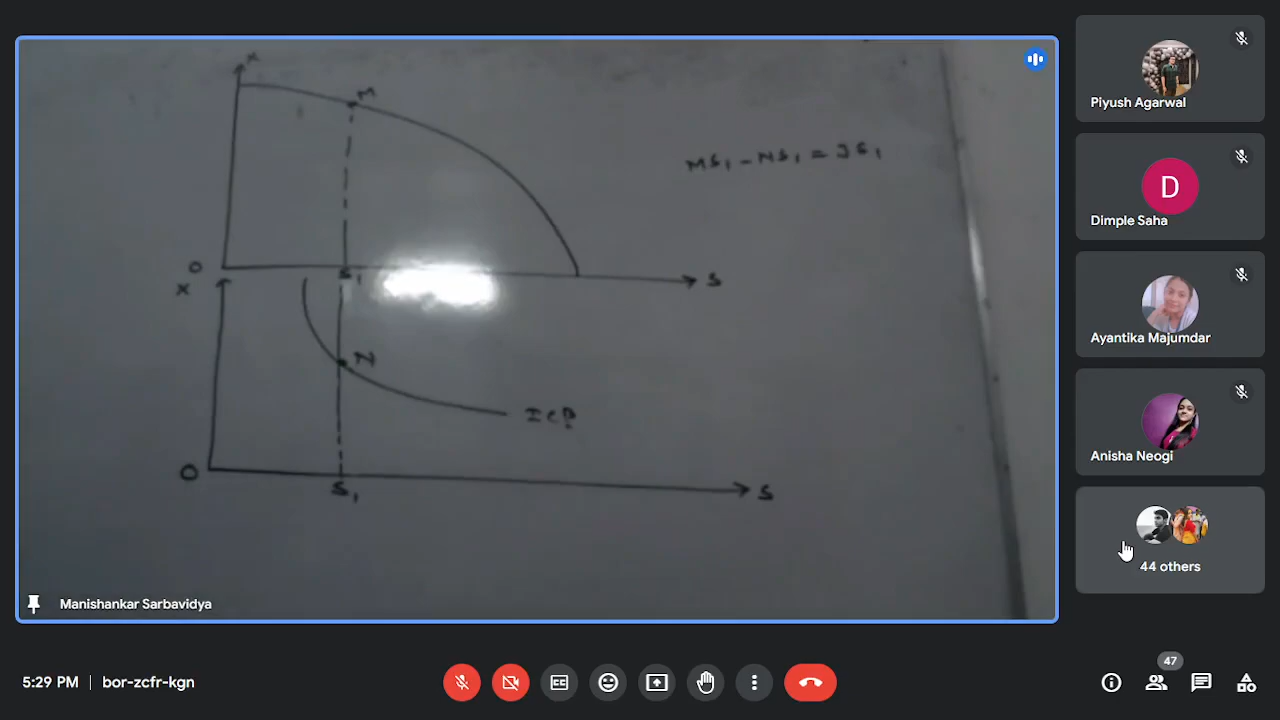 x
M
MS₁ - NS₁ = JS₁
O
S₁
S
x
N
ICP
O
S₁
S
Manishankar Sarbavidya
Piyush Agarwal
D
Dimple Saha
Ayantika Majumdar
Anisha Neogi
44 others
5:29 PM
bor-zcfr-kgn
CC
47